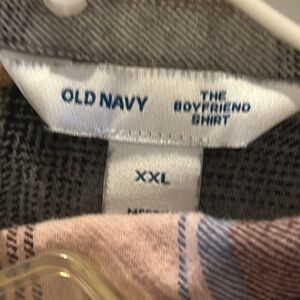 OLD NAVY
THE
BOYFRIEND
SHIRT
XXL